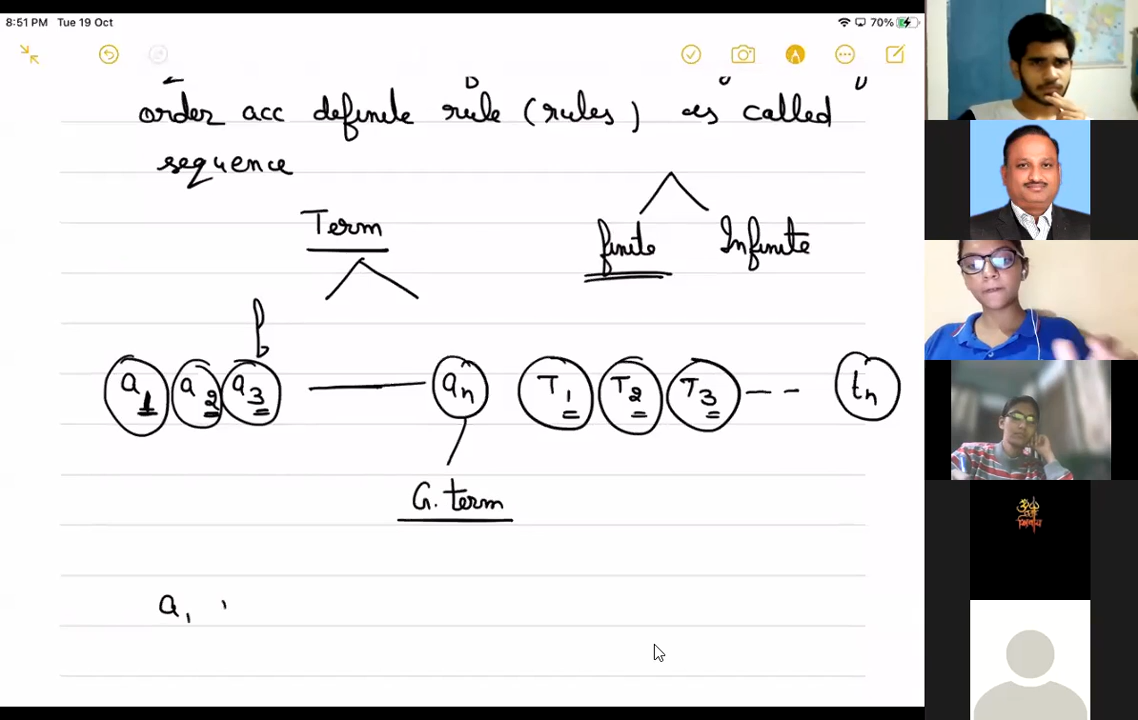 8:51 PM Tue 19 Oct 70%
order acc definite rule (rules) as called
sequence
Term
finite Infinite
a1 a2 a3 — an T1 T2 T3 -- tn
G. term
a1